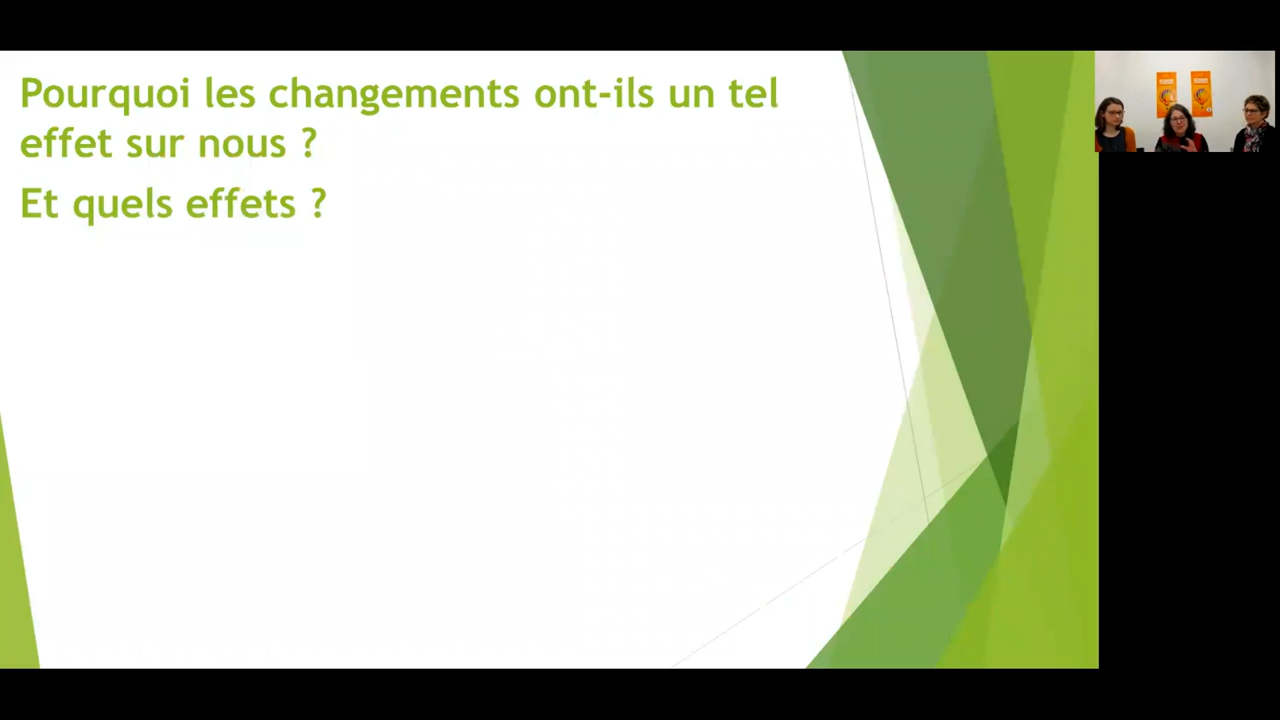 Pourquoi les changements ont-ils un tel
effet sur nous ?
Et quels effets ?